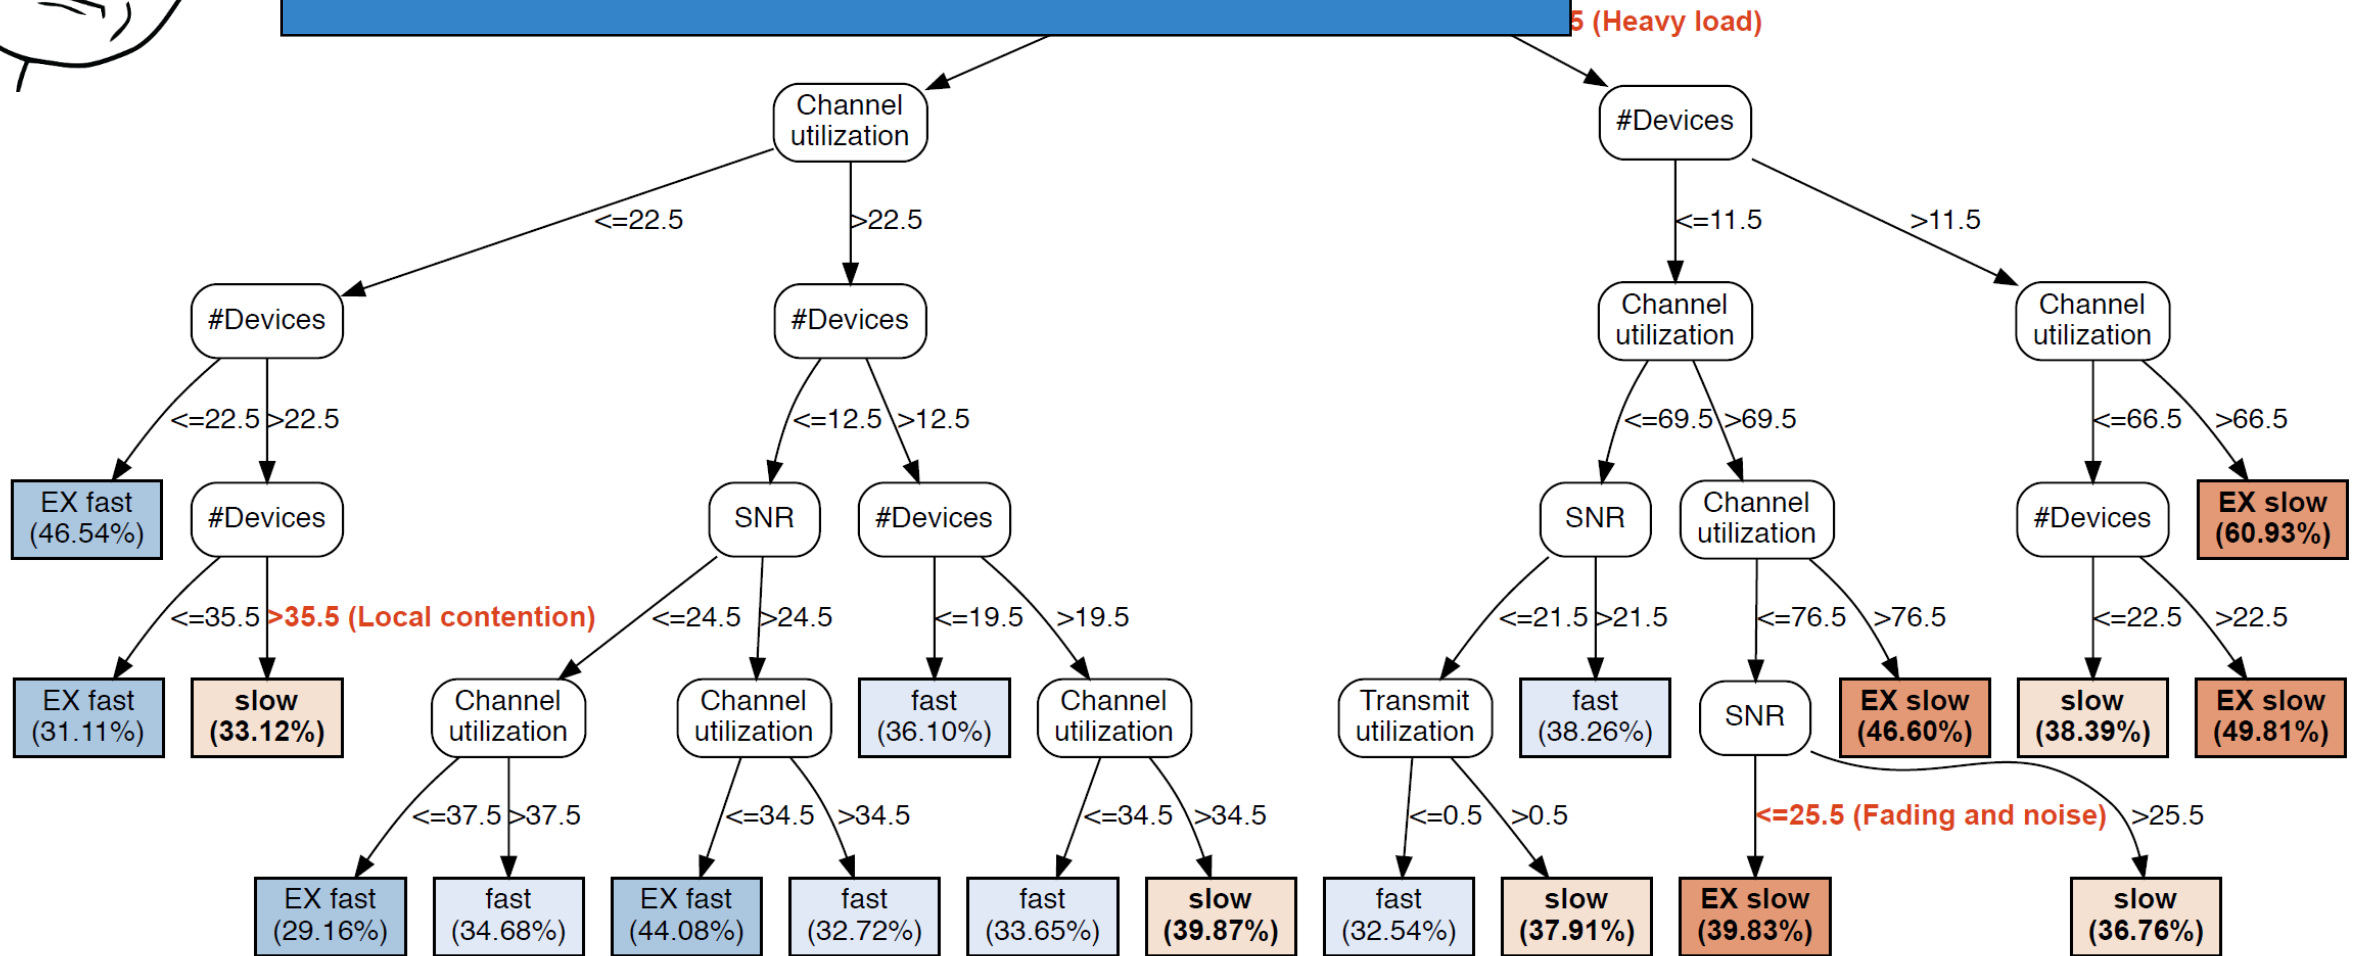 5 (Heavy load)
Channel
utilization
#Devices
<=22.5
>22.5
<=11.5
>11.5
#Devices
#Devices
Channel
utilization
Channel
utilization
<=22.5
>22.5
<=12.5
>12.5
<=69.5
>69.5
<=66.5
>66.5
EX fast
(46.54%)
#Devices
SNR
#Devices
SNR
Channel
utilization
#Devices
EX slow
(60.93%)
<=35.5
>35.5 (Local contention)
<=24.5
>24.5
<=19.5
>19.5
<=21.5
>21.5
<=76.5
>76.5
<=22.5
>22.5
EX fast
(31.11%)
slow
(33.12%)
Channel
utilization
Channel
utilization
fast
(36.10%)
Channel
utilization
Transmit
utilization
fast
(38.26%)
SNR
EX slow
(46.60%)
slow
(38.39%)
EX slow
(49.81%)
<=37.5
>37.5
<=34.5
>34.5
<=34.5
>34.5
<=0.5
>0.5
<=25.5 (Fading and noise)
>25.5
EX fast
(29.16%)
fast
(34.68%)
EX fast
(44.08%)
fast
(32.72%)
fast
(33.65%)
slow
(39.87%)
fast
(32.54%)
slow
(37.91%)
EX slow
(39.83%)
slow
(36.76%)